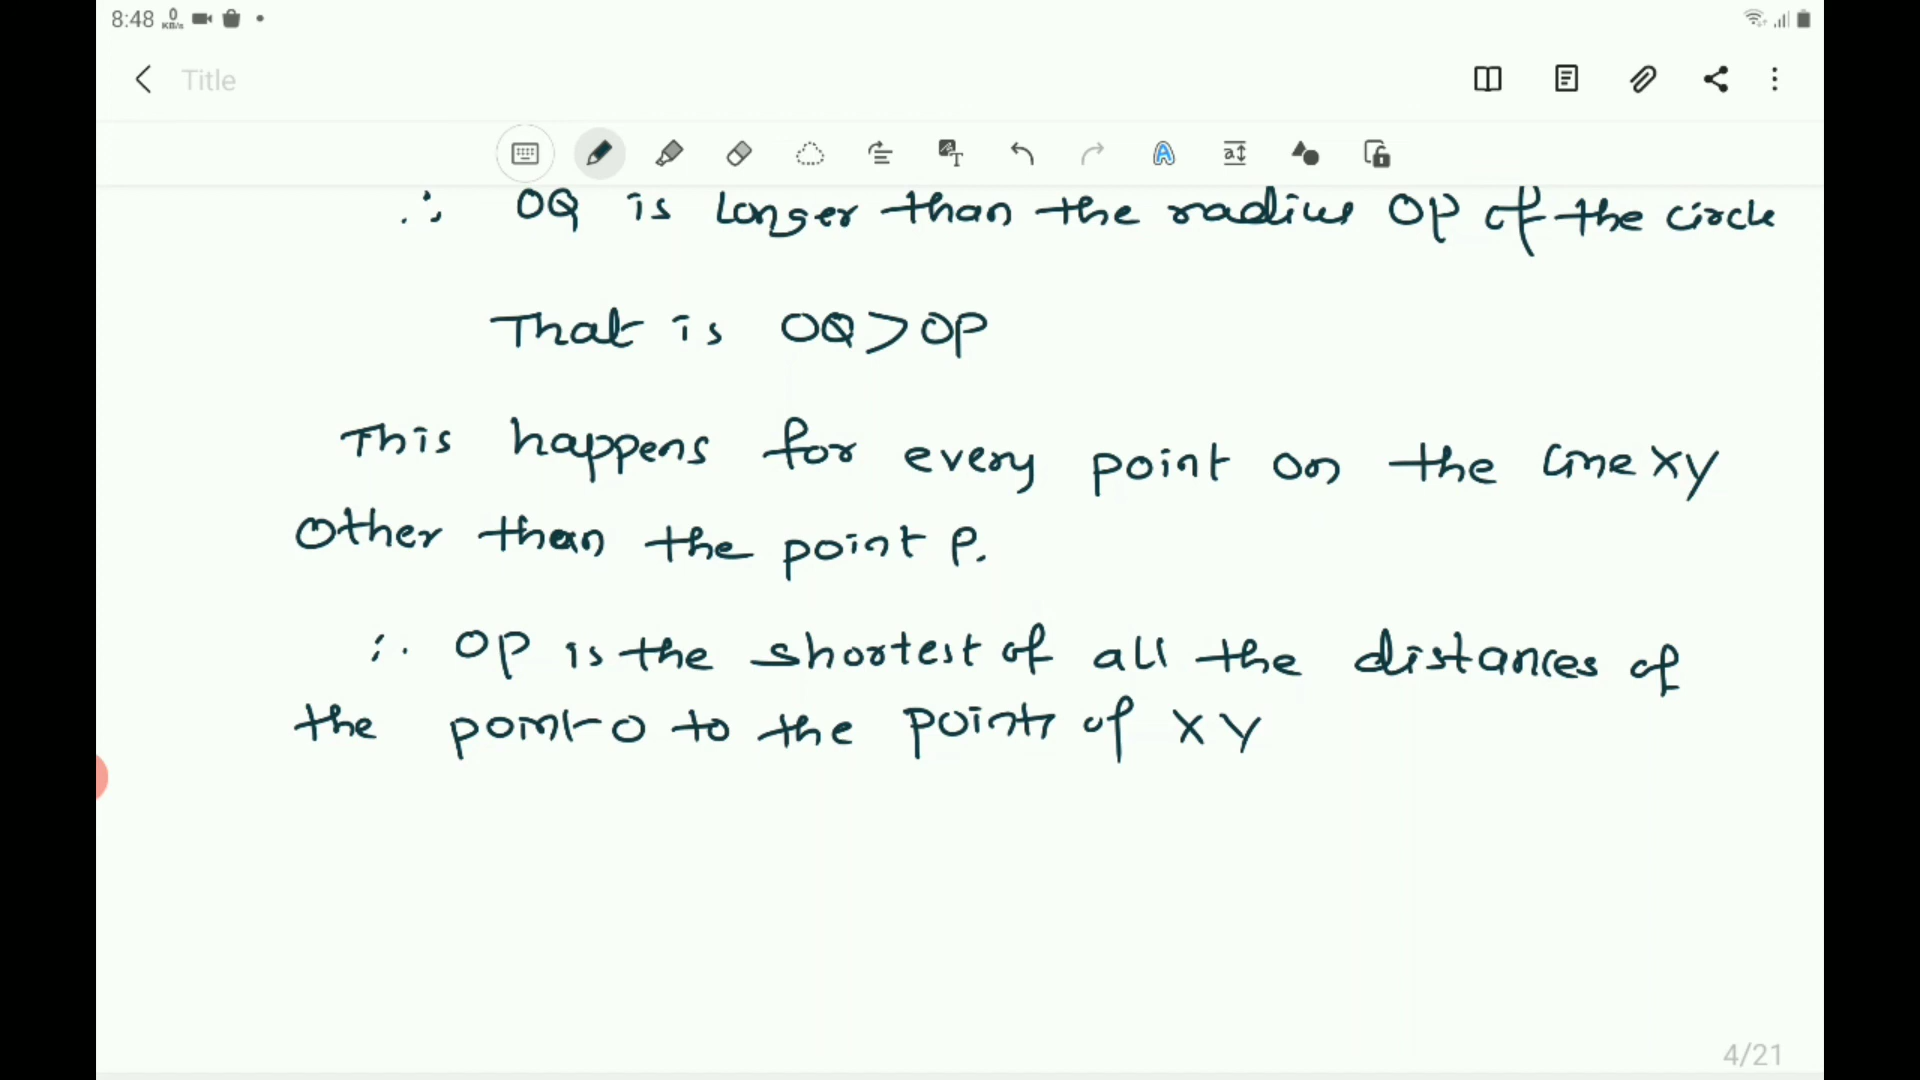 8:48 0 KB/s
Title
∴ OQ is Longer than the radius OP of the circle
That is OQ>OP
This happens for every point on the line XY
other than the point P.
∴ OP is the shortest of all the distances of
the point O to the points of XY
4/21